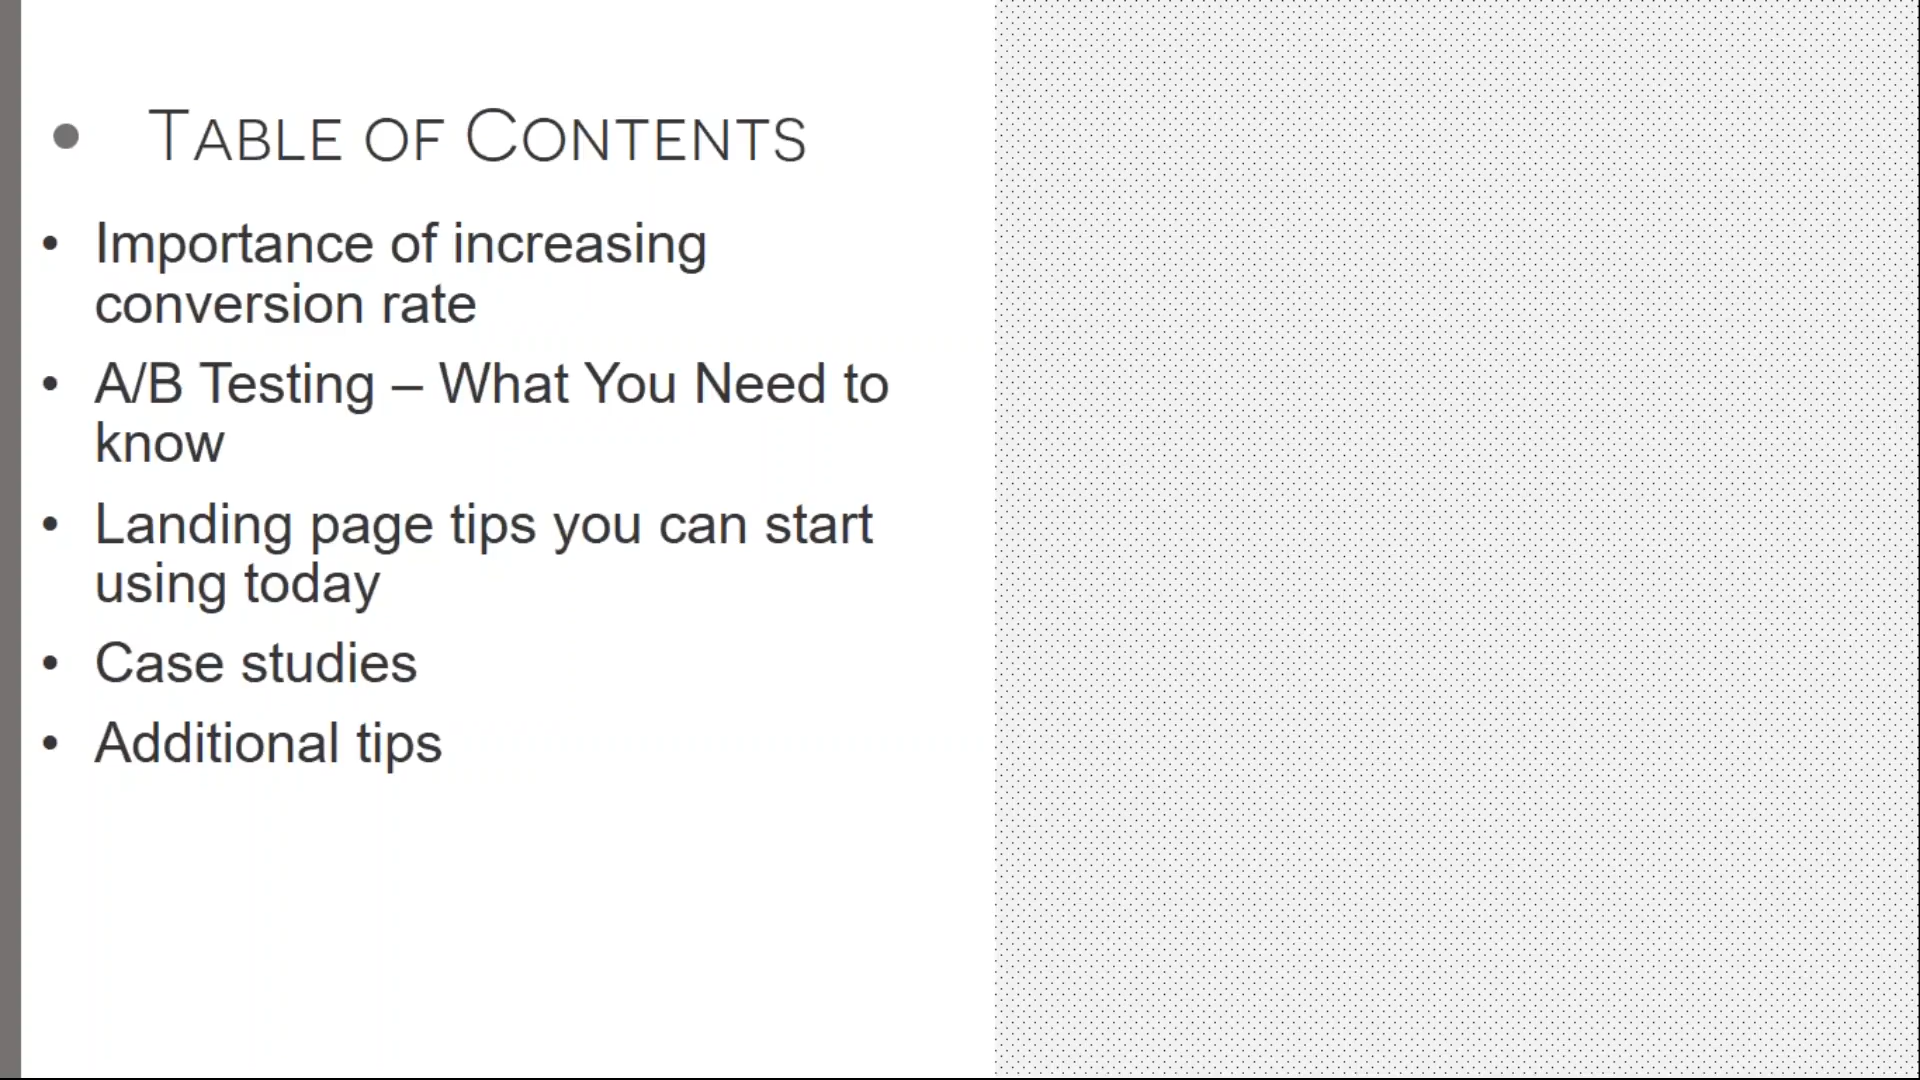 • Table of Contents
• Importance of increasing
conversion rate
• A/B Testing – What You Need to
know
• Landing page tips you can start
using today
• Case studies
• Additional tips